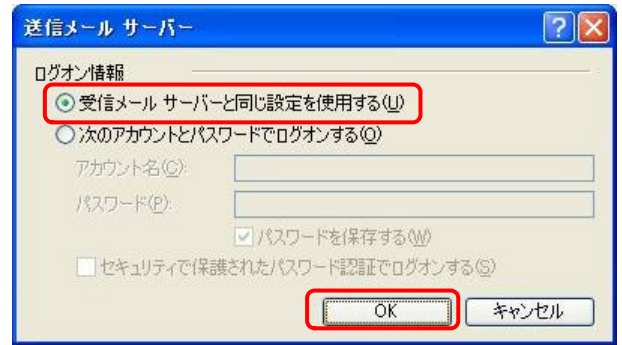 送信メール サーバー
ログオン情報
受信メール サーバーと同じ設定を使用する(U)
次のアカウントとパスワードでログオンする(O)
アカウント名(C):
パスワード(P):
パスワードを保存する(W)
セキュリティで保護されたパスワード認証でログオンする(S)
OK キャンセル